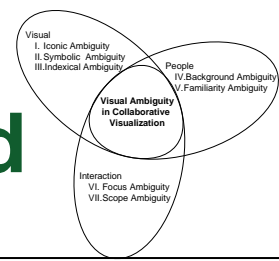 Visual
I. Iconic Ambiguity
II.Symbolic Ambiguity
III.Indexical Ambiguity
People
IV.Background Ambiguity
V.Familiarity Ambiguity
Visual Ambiguity
in Collaborative
Visualization
d
Interaction
VI. Focus Ambiguity
VII.Scope Ambiguity